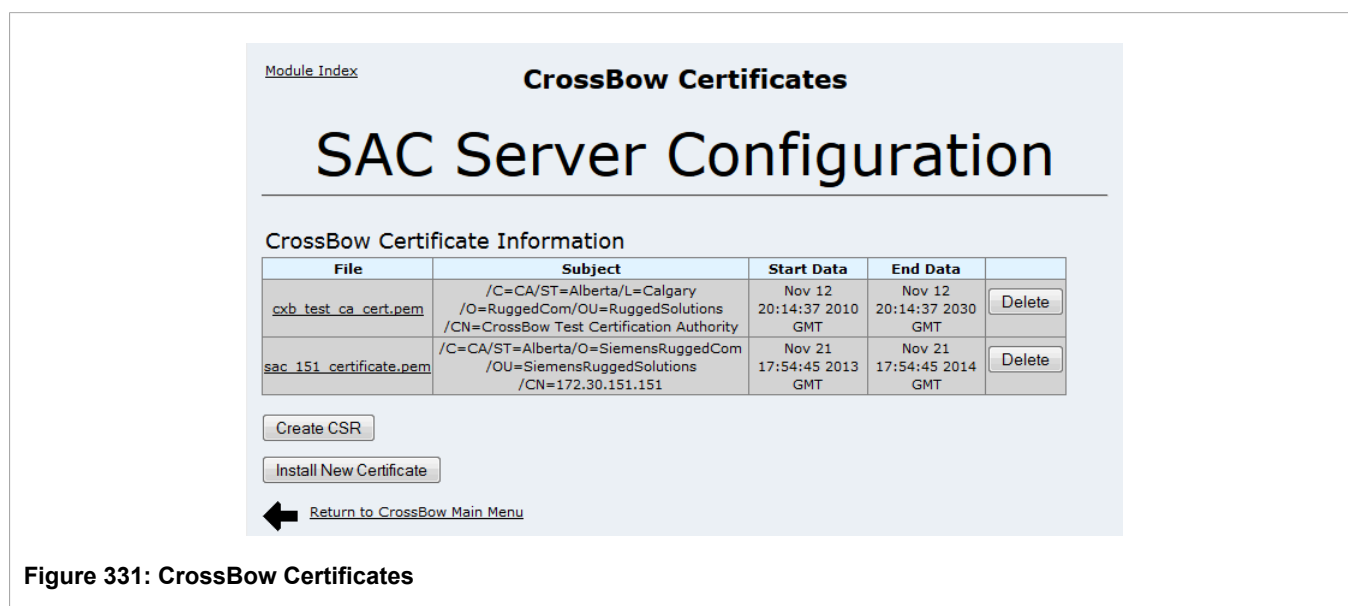 Module Index
CrossBow Certificates
SAC Server Configuration
CrossBow Certificate Information
File Subject Start Data End Data
cxb_test_ca_cert.pem /C=CA/ST=Alberta/L=Calgary /O=RuggedCom/OU=RuggedSolutions /CN=CrossBow Test Certification Authority Nov 12 20:14:37 2010 GMT Nov 12 20:14:37 2030 GMT Delete
sac_151_certificate.pem /C=CA/ST=Alberta/O=SiemensRuggedCom /OU=SiemensRuggedSolutions /CN=172.30.151.151 Nov 21 17:54:45 2013 GMT Nov 21 17:54:45 2014 GMT Delete
Create CSR
Install New Certificate
Return to CrossBow Main Menu
Figure 331: CrossBow Certificates